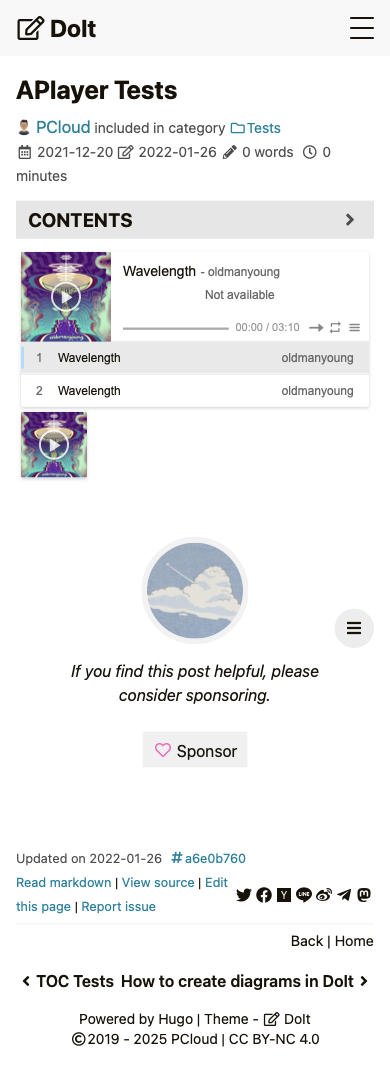 DoIt
APlayer Tests
PCloud included in category Tests
2021-12-20 2022-01-26 0 words 0
minutes
CONTENTS
Wavelength - oldmanyoung
Not available
00:00 / 03:10
1 Wavelength oldmanyoung
2 Wavelength oldmanyoung
If you find this post helpful, please
consider sponsoring.
Sponsor
Updated on 2022-01-26 a6e0b760
Read markdown | View source | Edit
this page | Report issue
Back | Home
TOC Tests How to create diagrams in DoIt
Powered by Hugo | Theme - DoIt
©2019 - 2025 PCloud | CC BY-NC 4.0